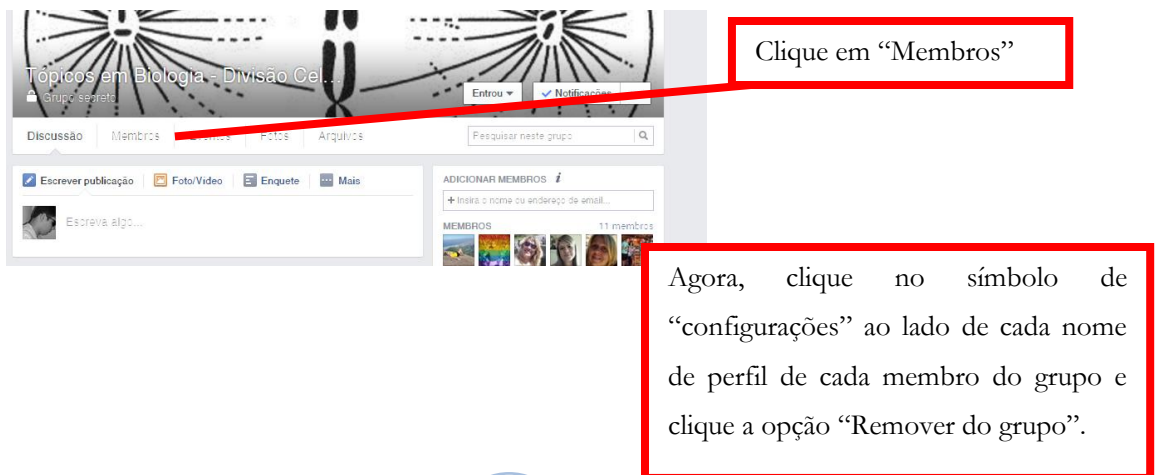 Clique em “Membros”
Tópicos em Biologia - Divisão Cel...
Grupo secreto
Entrou
Notificações
Discussão Membros Fotos Arquivos
Pesquisar neste grupo
Escrever publicação Foto/Vídeo Enquete Mais
Escreva algo...
ADICIONAR MEMBROS i
+ Insira o nome ou endereço de email...
MEMBROS 11 membros
Agora, clique no símbolo de
“configurações” ao lado de cada nome
de perfil de cada membro do grupo e
clique a opção “Remover do grupo”.